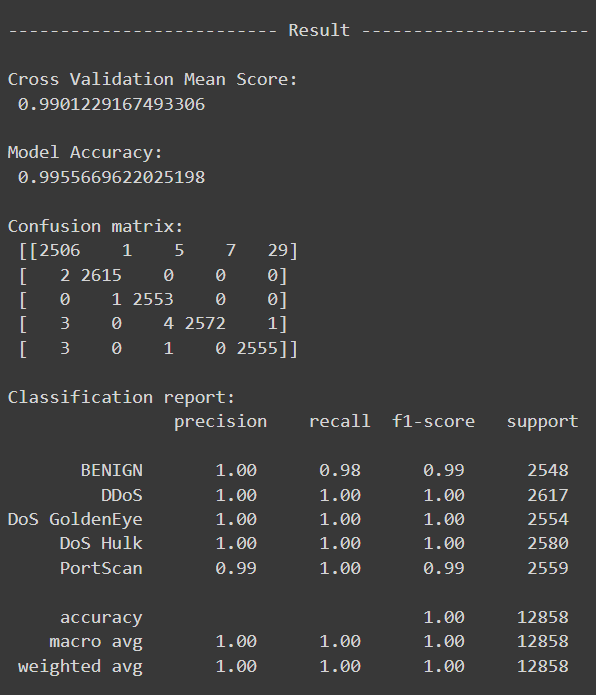 -------------------------- Result ----------------------
Cross Validation Mean Score:
 0.9901229167493306
Model Accuracy:
 0.9955669622025198
Confusion matrix:
 [[2506    1    5    7   29]
 [   2 2615    0    0    0]
 [   0    1 2553    0    0]
 [   3    0    4 2572    1]
 [   3    0    1    0 2555]]
Classification report:
                precision    recall  f1-score   support
       BENIGN       1.00      0.98      0.99      2548
         DDoS       1.00      1.00      1.00      2617
DoS GoldenEye       1.00      1.00      1.00      2554
     DoS Hulk       1.00      1.00      1.00      2580
     PortScan       0.99      1.00      0.99      2559
     accuracy                           1.00     12858
    macro avg       1.00      1.00      1.00     12858
 weighted avg       1.00      1.00      1.00     12858